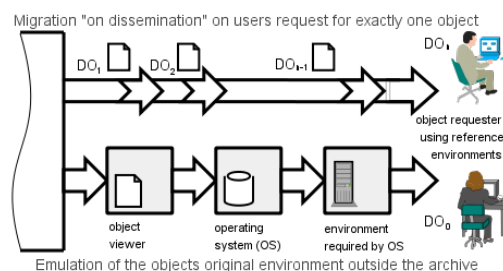 Migration "on dissemination" on users request for exactly one object
DO1 DO2 DOn-1 DOn
object requester
using reference
environments
object
viewer
operating
system (OS)
environment
required by OS
DO0
Emulation of the objects original environment outside the archive